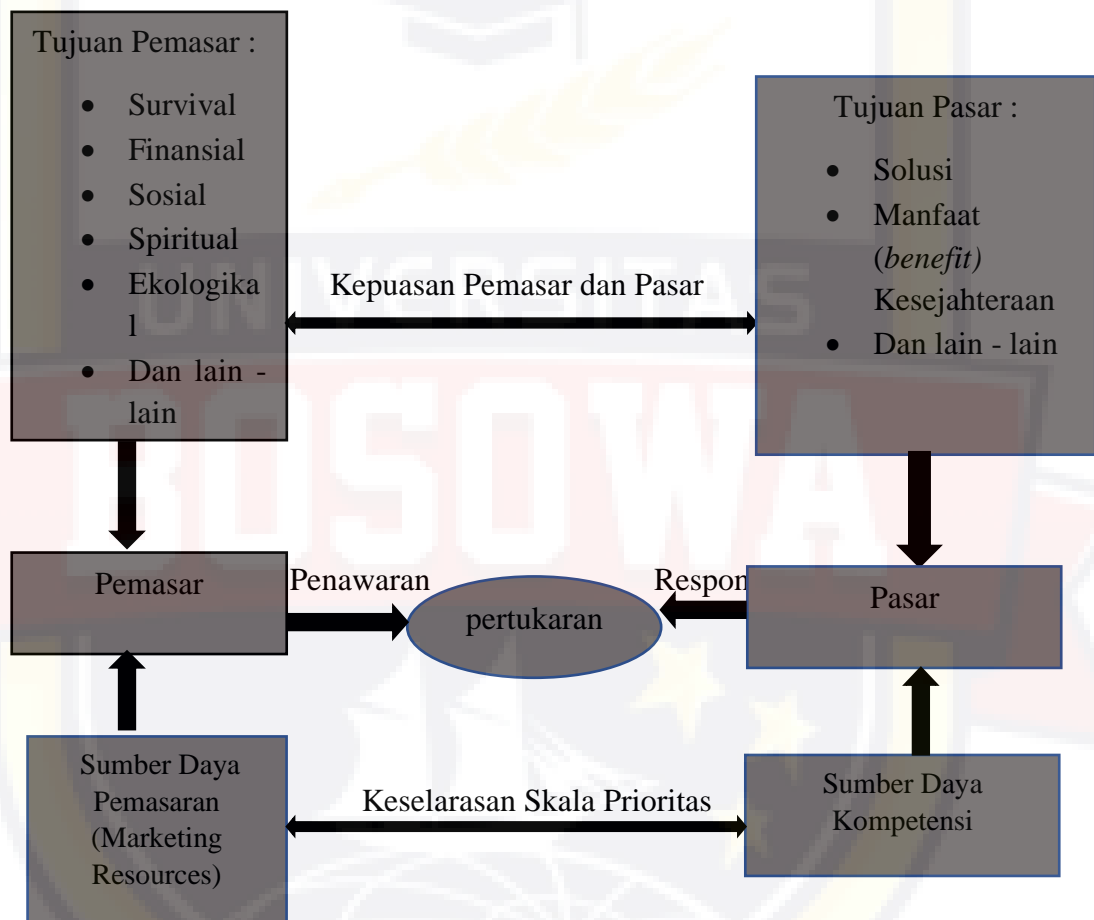 Tujuan Pemasar :
• Survival
• Finansial
• Sosial
• Spiritual
• Ekologika
l
• Dan lain -
lain
Tujuan Pasar :
• Solusi
• Manfaat
(benefit)
Kesejahteraan
• Dan lain - lain
Kepuasan Pemasar dan Pasar
UNIVERSITAS
BOSOWA
Pemasar
Penawaran
pertukaran
Respon
Pasar
Sumber Daya
Pemasaran
(Marketing
Resources)
Keselarasan Skala Prioritas
Sumber Daya
Kompetensi